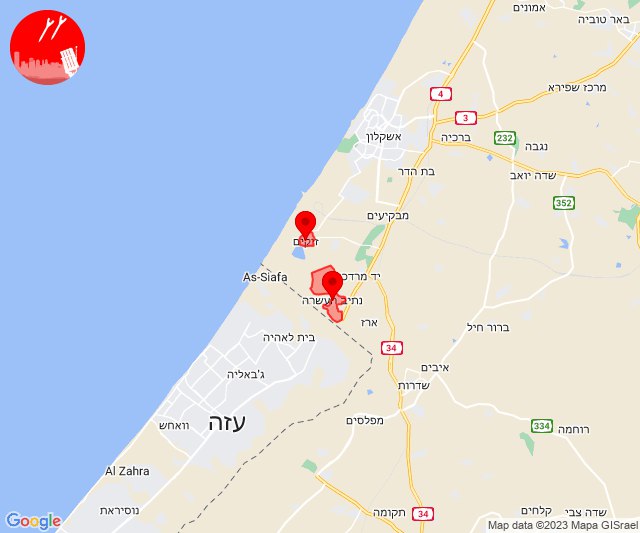 אמונים
באר טוביה
מרכז שפירא
4
3
אשקלון
ברכיה
232
נגבה
בת הדר
שדה יואב
352
מבקיעים
זיקים
As-Siafa
יד מרדכי
נתיב העשרה
ארז
ברור חיל
בית לאהיה
34
ג'באליה
איבים
שדרות
עזה
וואחש
מפלסים
334
רוחמה
Al Zahra
נוסיראת
34
תקומה
קלחים
שדה צבי
Google
Map data ©2023 Mapa GISrael